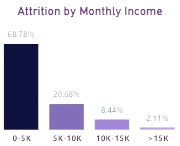 Attrition by Monthly Income
68.78%
20.68%
8.44%
2.11%
0-5K 5K-10K 10K-15K >15K